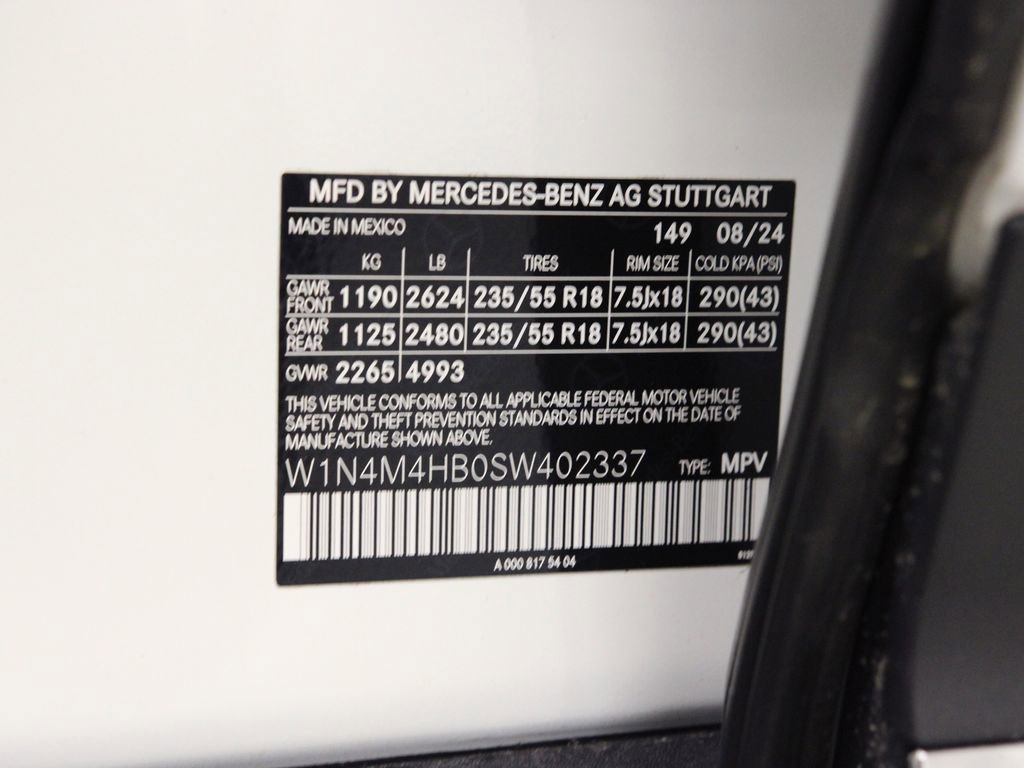 MFD BY MERCEDES-BENZ AG STUTTGART
MADE IN MEXICO 149 08/24
KG LB TIRES RIM SIZE COLD KPA (PSI)
GAWR FRONT 1190 2624 235/55 R18 7.5Jx18 290(43)
GAWR REAR 1125 2480 235/55 R18 7.5Jx18 290(43)
GVWR 2265 4993
THIS VEHICLE CONFORMS TO ALL APPLICABLE FEDERAL MOTOR VEHICLE
SAFETY AND THEFT PREVENTION STANDARDS IN EFFECT ON THE DATE OF
MANUFACTURE SHOWN ABOVE.
W1N4M4HB0SW402337 TYPE: MPV
A 000 817 54 04